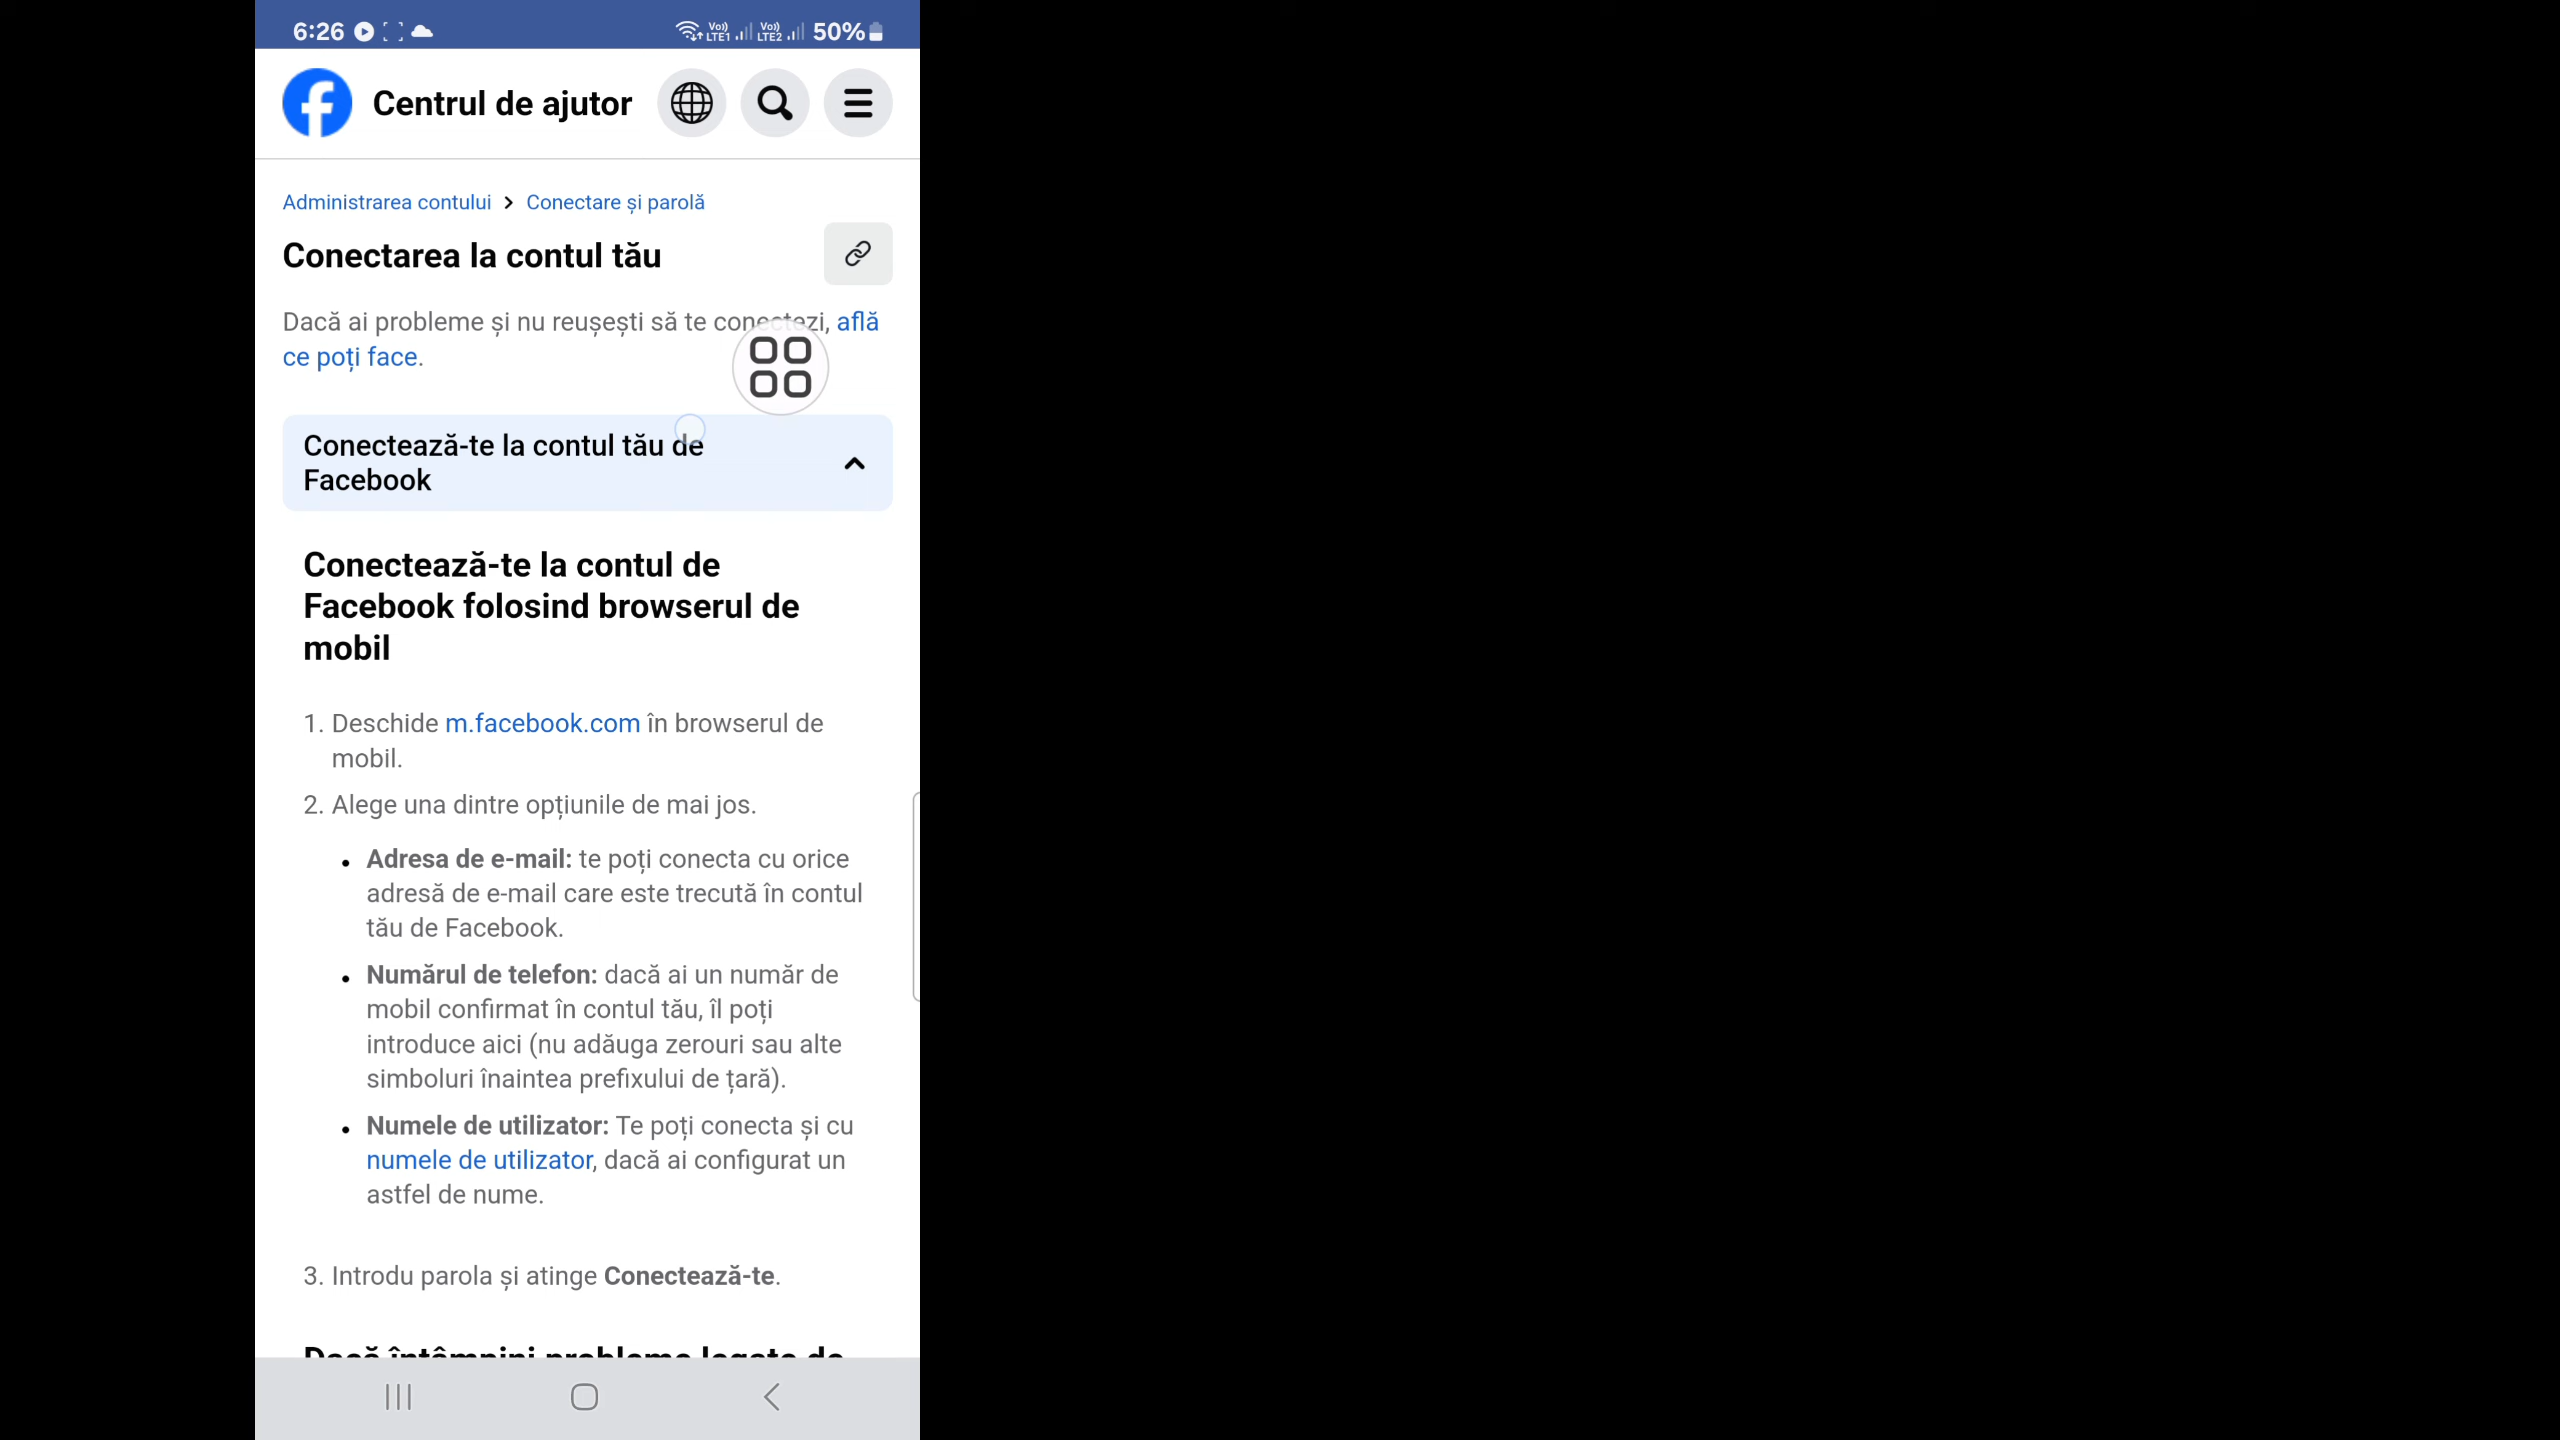 6:26 Vo)) LTE1 Vo)) LTE2 50%
Centrul de ajutor
Administrarea contului > Conectare și parolă
Conectarea la contul tău
Dacă ai probleme și nu reușești să te conectezi, află
ce poți face.
Conectează-te la contul tău de
Facebook
Conectează-te la contul de
Facebook folosind browserul de
mobil
1. Deschide m.facebook.com în browserul de
mobil.
2. Alege una dintre opțiunile de mai jos.
• Adresa de e-mail: te poți conecta cu orice
adresă de e-mail care este trecută în contul
tău de Facebook.
• Numărul de telefon: dacă ai un număr de
mobil confirmat în contul tău, îl poți
introduce aici (nu adăuga zerouri sau alte
simboluri înaintea prefixului de țară).
• Numele de utilizator: Te poți conecta și cu
numele de utilizator, dacă ai configurat un
astfel de nume.
3. Introdu parola și atinge Conectează-te.
Dacă întâmpini probleme legate de